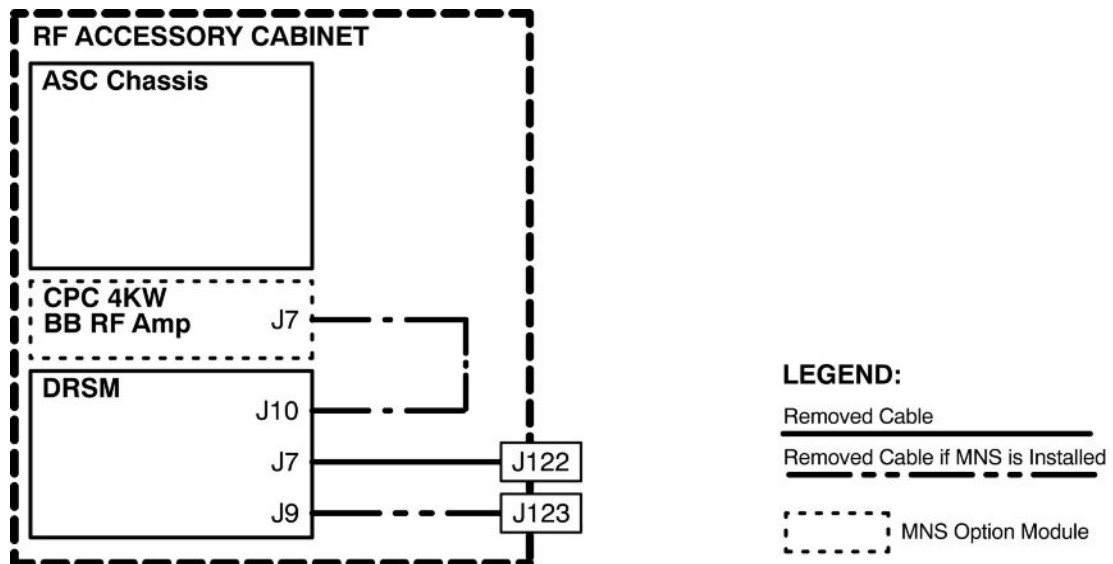 RF ACCESSORY CABINET
ASC Chassis
CPC 4KW
BB RF Amp
J7
DRSM
J10
J7
J122
J9
J123
LEGEND:
Removed Cable
Removed Cable if MNS is Installed
MNS Option Module